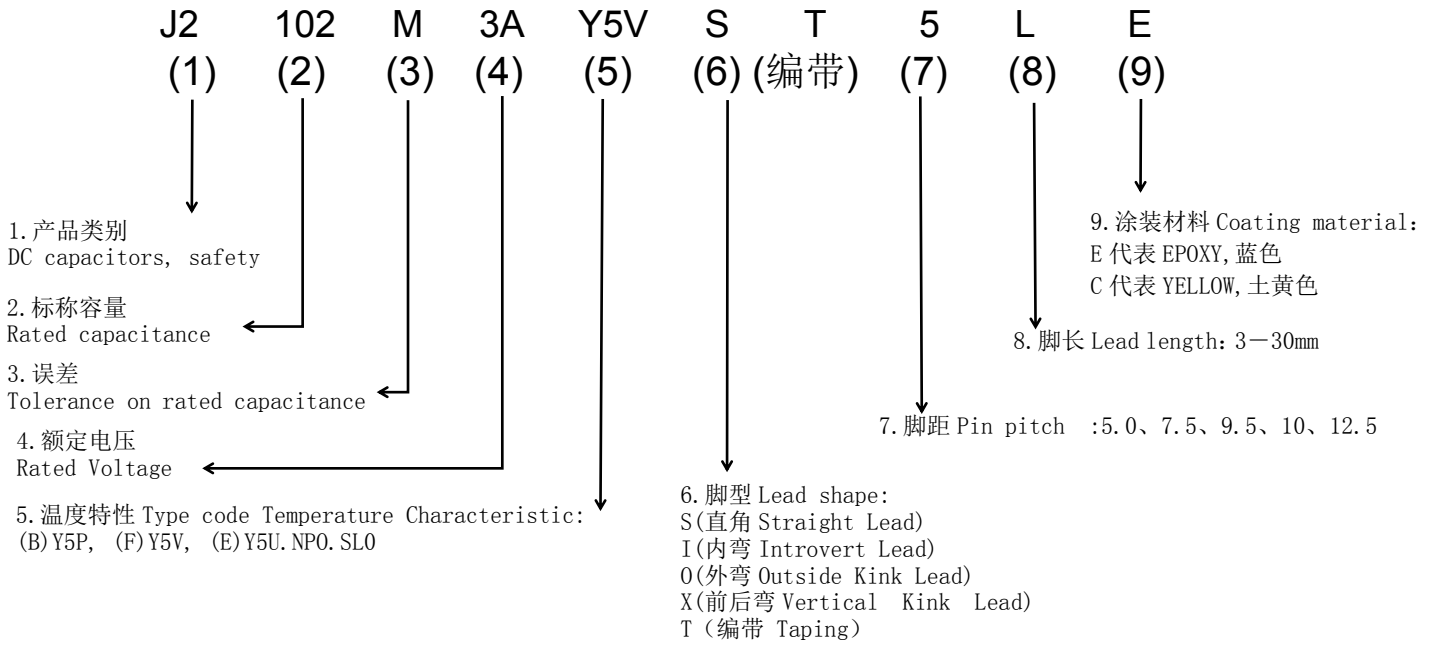 J2 102 M 3A Y5V S T 5 L E
(1) (2) (3) (4) (5) (6) (编带) (7) (8) (9)
1.产品类别
DC capacitors, safety
2.标称容量
Rated capacitance
3.误差
Tolerance on rated capacitance
4.额定电压
Rated Voltage
5.温度特性 Type code Temperature Characteristic:
(B)Y5P, (F)Y5V, (E)Y5U.NPO.SL0
6.脚型 Lead shape:
S(直角 Straight Lead)
I(内弯 Introvert Lead)
O(外弯 Outside Kink Lead)
X(前后弯 Vertical Kink Lead)
T（编带 Taping）
7.脚距 Pin pitch :5.0、7.5、9.5、10、12.5
8.脚长 Lead length：3－30mm
9.涂装材料 Coating material：
E 代表 EPOXY,蓝色
C 代表 YELLOW,土黄色